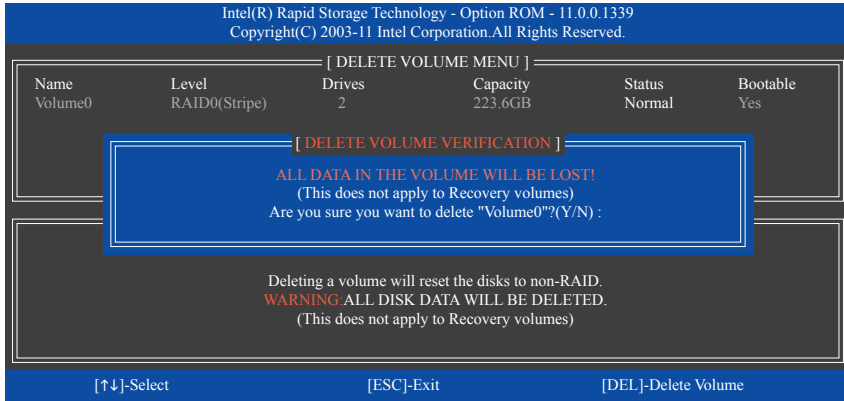 Intel(R) Rapid Storage Technology - Option ROM - 11.0.0.1339
Copyright(C) 2003-11 Intel Corporation.All Rights Reserved.
[ DELETE VOLUME MENU ]
Name Level Drives Capacity Status Bootable
Volume0 RAID0(Stripe) 2 223.6GB Normal Yes
[ DELETE VOLUME VERIFICATION ]
ALL DATA IN THE VOLUME WILL BE LOST!
(This does not apply to Recovery volumes)
Are you sure you want to delete "Volume0"?(Y/N) :
Deleting a volume will reset the disks to non-RAID.
WARNING:ALL DISK DATA WILL BE DELETED.
(This does not apply to Recovery volumes)
[↑↓]-Select [ESC]-Exit [DEL]-Delete Volume